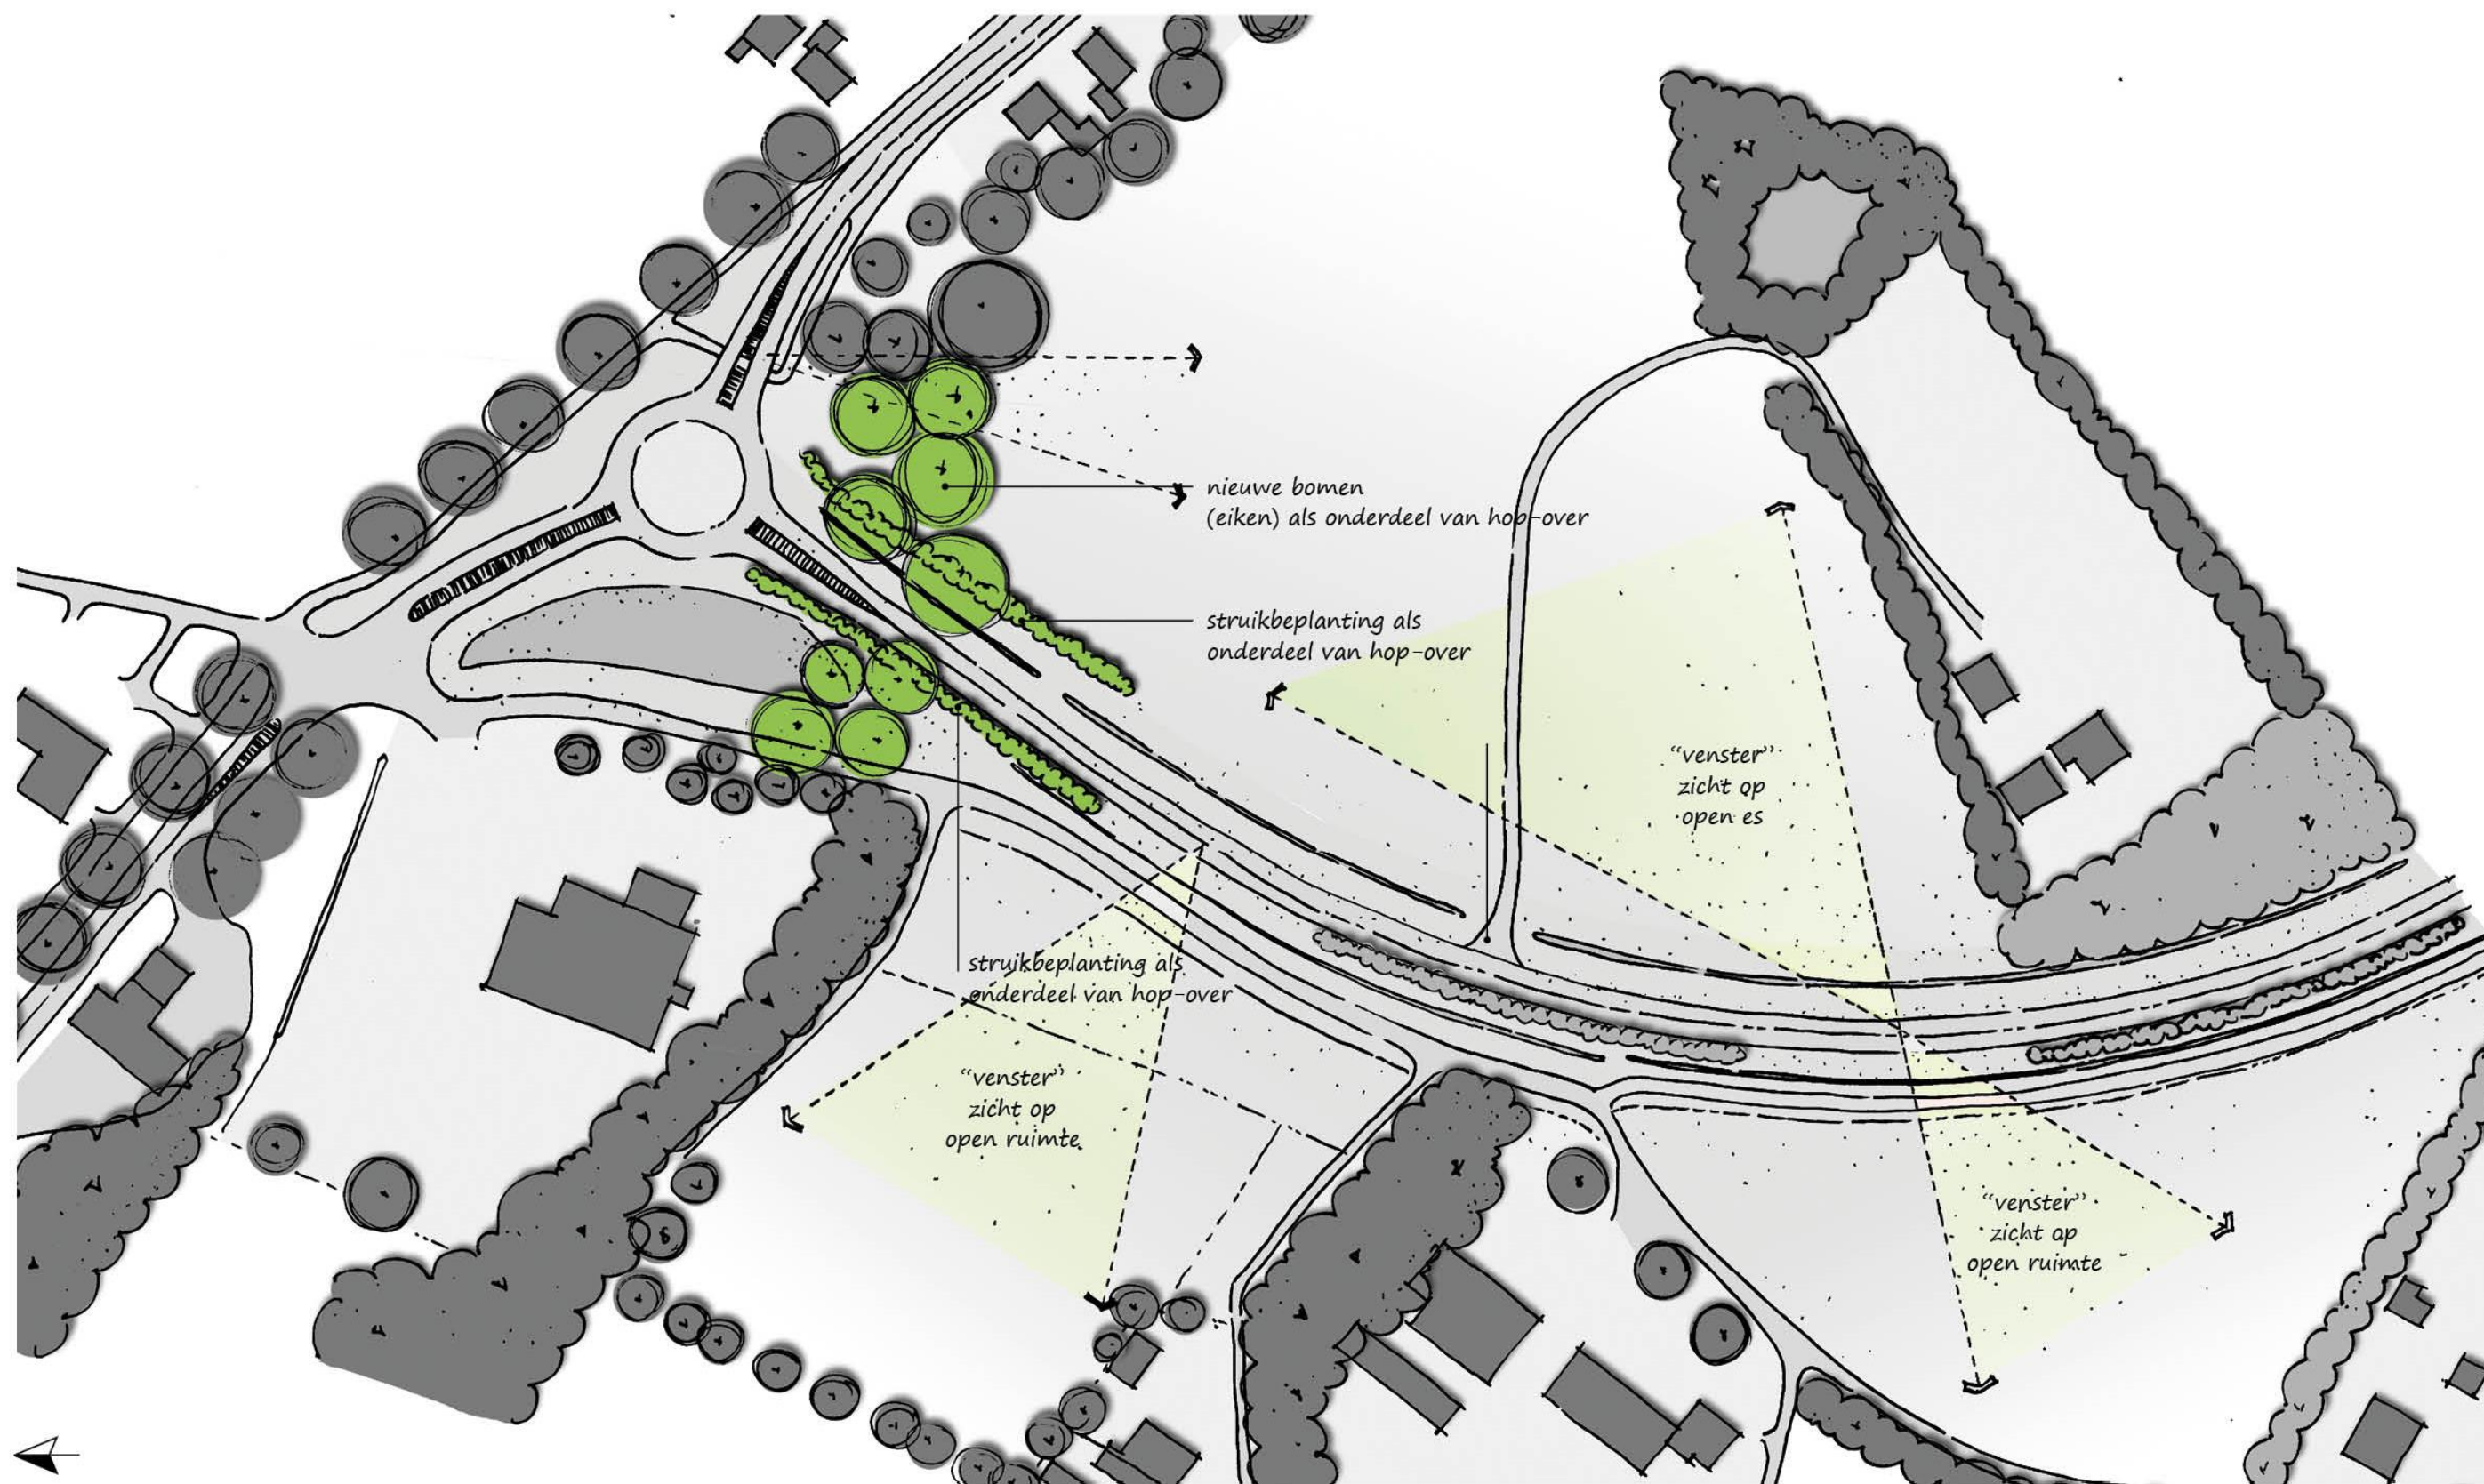 nieuwe bomen
(eiken) als onderdeel van hop-over
struikbeplanting als
onderdeel van hop-over
"venster"
zicht op
open es
struikbeplanting als
onderdeel van hop-over
"venster"
zicht op
open ruimte
"venster"
zicht op
open ruimte